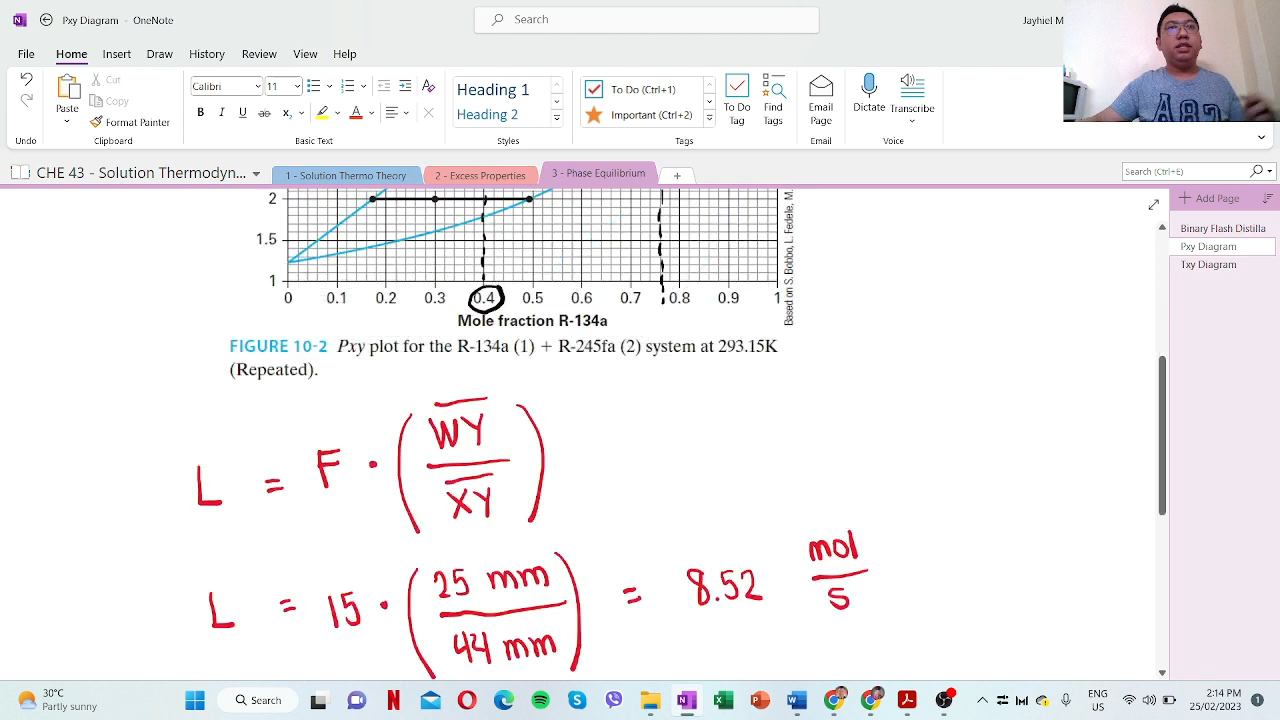 Pxy Diagram - OneNote
Search
Jayhiel M
File Home Insert Draw History Review View Help
Undo
Paste
Cut
Copy
Format Painter
Clipboard
Calibri 11
B I U ab x₂ A
Basic Text
Heading 1
Heading 2
Styles
To Do (Ctrl+1)
Important (Ctrl+2)
To Do Tag
Find Tags
Tags
Email Page
Email
Dictate Transcribe
Voice
CHE 43 - Solution Thermodyn...
1 - Solution Thermo Theory
2 - Excess Properties
3 - Phase Equilibrium
+
Search (Ctrl+E)
Add Page
Binary Flash Distilla
Pxy Diagram
Txy Diagram
2
1.5
1
0 0.1 0.2 0.3 0.4 0.5 0.6 0.7 0.8 0.9 1
Mole fraction R-134a
Based on S. Bobbo, L. Fedele, M.
FIGURE 10-2 Pxy plot for the R-134a (1) + R-245fa (2) system at 293.15K
(Repeated).
L = F · (WY / XY)
L = 15 · (25 mm / 44 mm) = 8.52 mol / s
A82
30°C
Partly sunny
Search
ENG
US
2:14 PM
25/02/2023
1